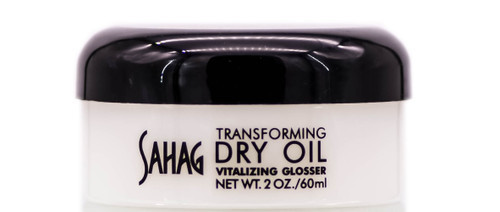 SAHAG
TRANSFORMING
DRY OIL
VITALIZING GLOSSER
NET WT. 2 OZ./60ml